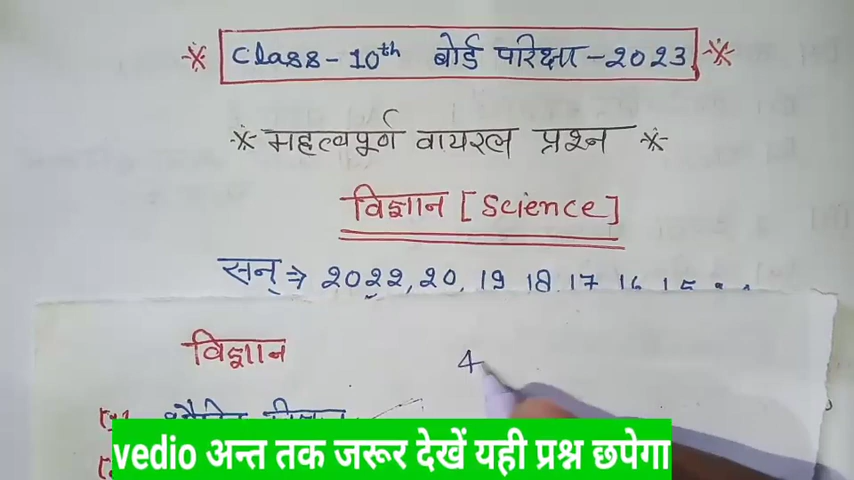 Class-10th बोर्ड परिक्षा-2023
महत्वपूर्ण वायरल प्रश्न
विज्ञान [Science]
सन् ⇒ 2022, 20, 19, 18, 17, 16, 15,
विज्ञान
4
vedio अन्त तक जरूर देखें यही प्रश्न छपेगा